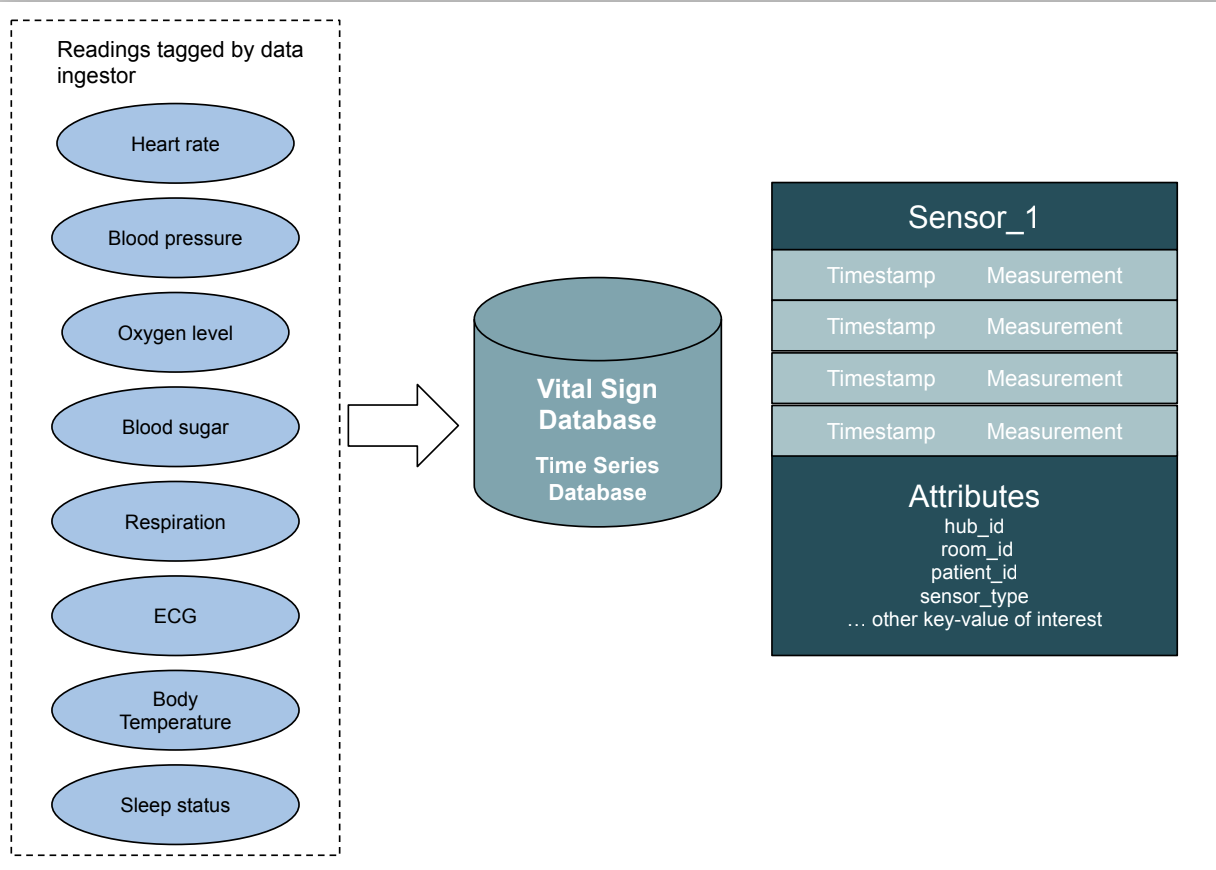 Readings tagged by data
ingestor
Heart rate
Blood pressure
Oxygen level
Blood sugar
Respiration
ECG
Body
Temperature
Sleep status
Vital Sign
Database
Time Series
Database
Sensor_1
Timestamp Measurement
Timestamp Measurement
Timestamp Measurement
Timestamp Measurement
Attributes
hub_id
room_id
patient_id
sensor_type
… other key-value of interest